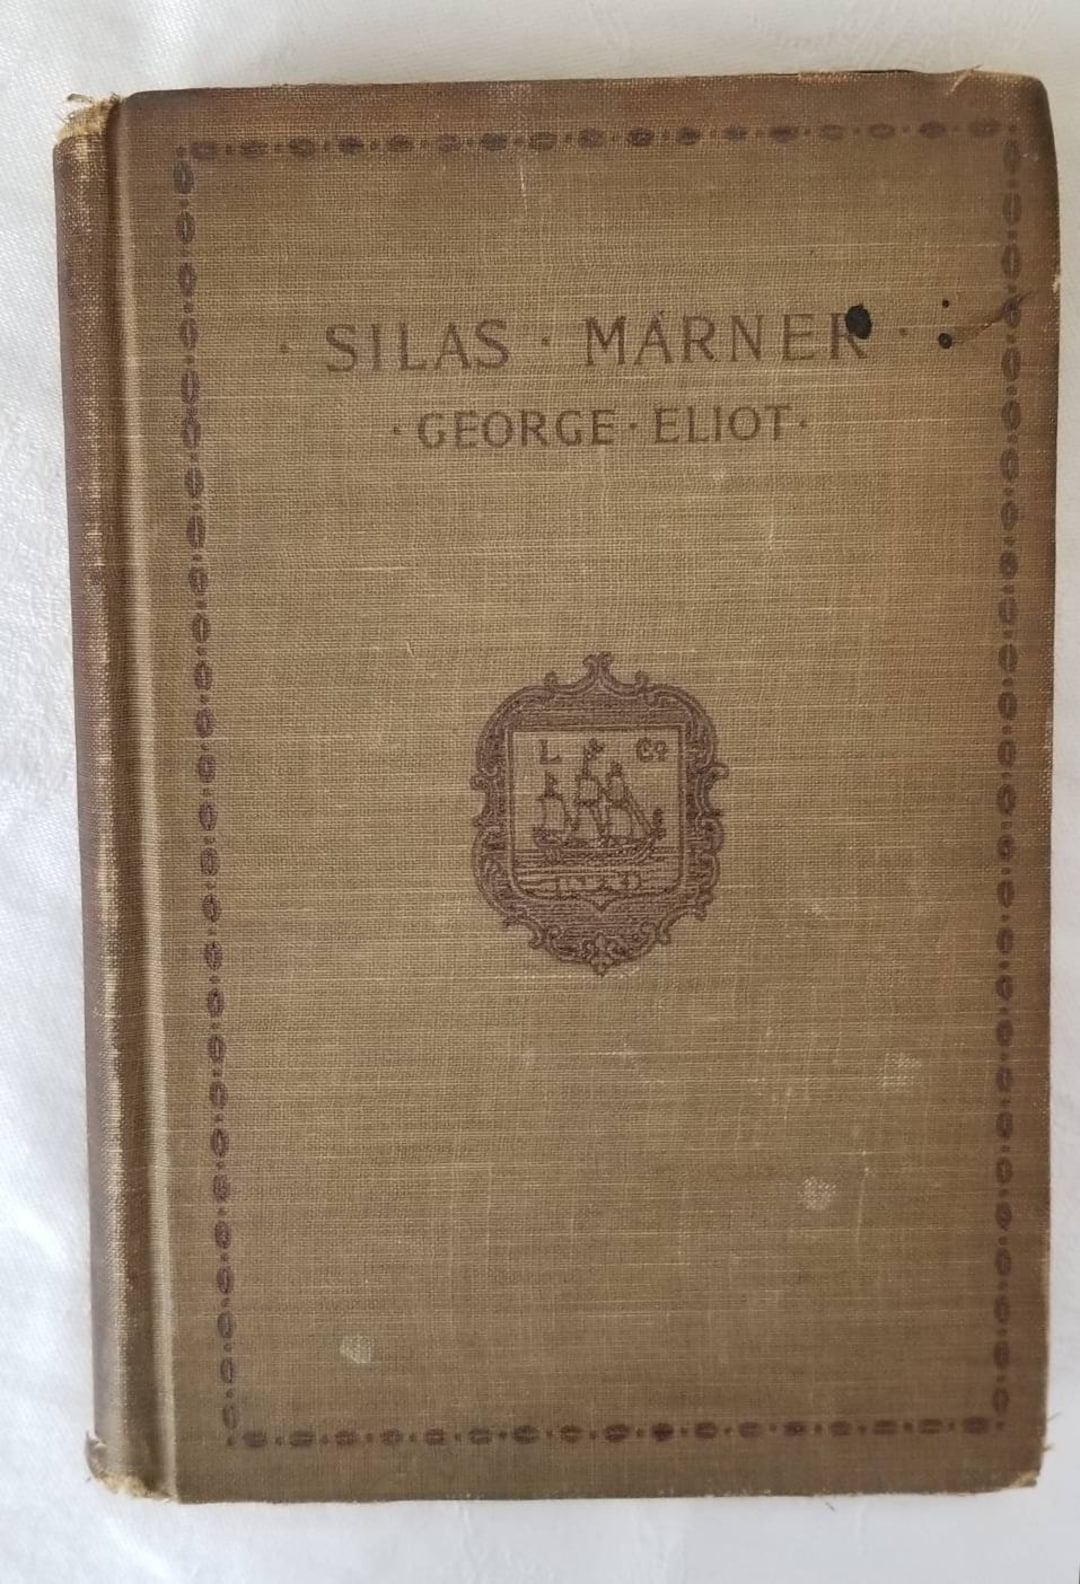 · SILAS · MARNER ·
· GEORGE · ELIOT ·
L & Co